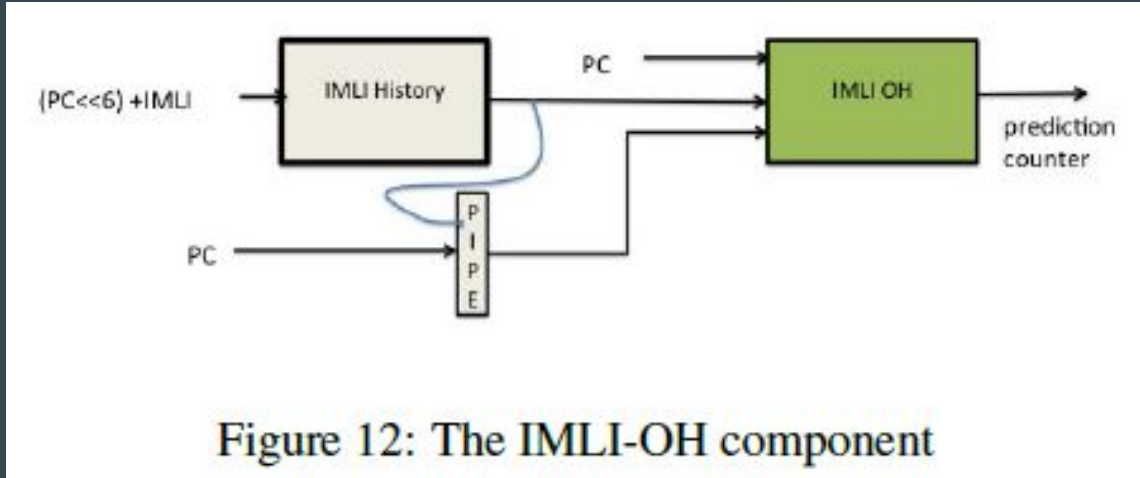 (PC<<6) +IMLI
IMLI History
PC
IMLI OH
prediction
counter
PC
P
I
P
E
Figure 12: The IMLI-OH component